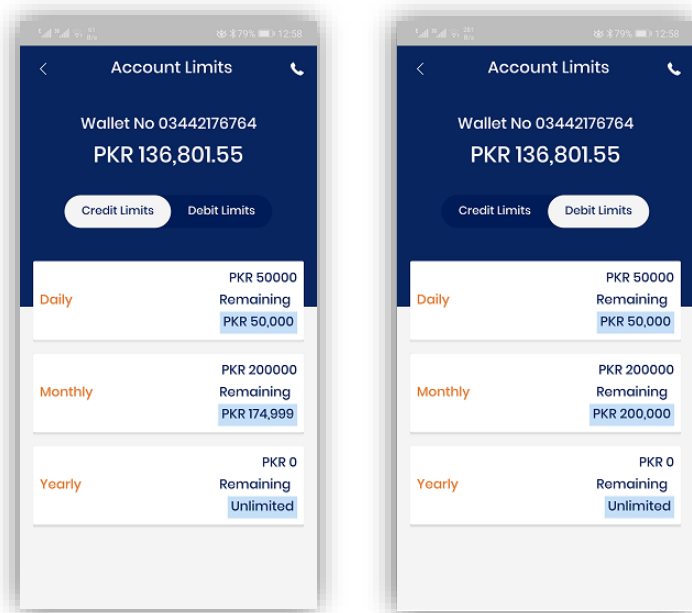 79% 12:58
Account Limits
Wallet No 03442176764
PKR 136,801.55
Credit Limits Debit Limits
Daily
PKR 50000
Remaining
PKR 50,000
Monthly
PKR 200000
Remaining
PKR 174,999
Yearly
PKR 0
Remaining
Unlimited
79% 12:58
Account Limits
Wallet No 03442176764
PKR 136,801.55
Credit Limits Debit Limits
Daily
PKR 50000
Remaining
PKR 50,000
Monthly
PKR 200000
Remaining
PKR 200,000
Yearly
PKR 0
Remaining
Unlimited